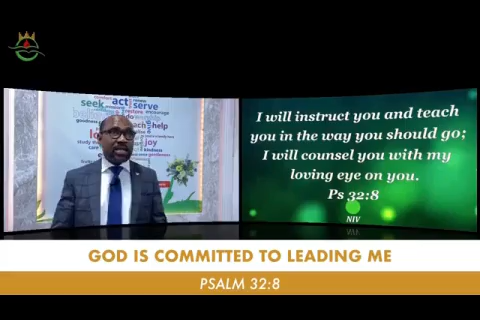 seek act serve
joy
I will instruct you and teach
you in the way you should go;
I will counsel you with my
loving eye on you.
Ps 32:8
NIV
GOD IS COMMITTED TO LEADING ME
PSALM 32:8